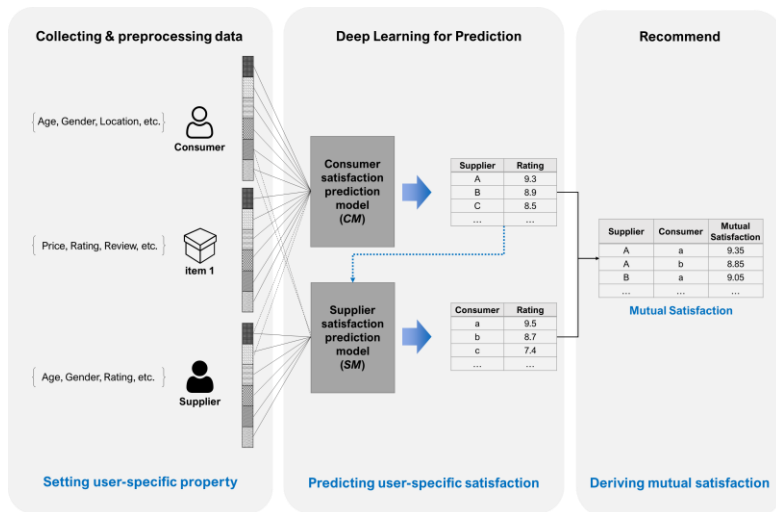 Collecting & preprocessing data
{ Age, Gender, Location, etc. }
Consumer
{ Price, Rating, Review, etc. }
item 1
{ Age, Gender, Rating, etc. }
Supplier
Setting user-specific property
Deep Learning for Prediction
Consumer
satisfaction
prediction
model
(CM)
Supplier Rating
A 9.3
B 8.9
C 8.5
... ...
Supplier
satisfaction
prediction
model
(SM)
Consumer Rating
a 9.5
b 8.7
c 7.4
... ...
Predicting user-specific satisfaction
Recommend
Supplier Consumer Mutual Satisfaction
A a 9.35
A b 8.85
B a 9.05
... ... ...
Mutual Satisfaction
Deriving mutual satisfaction